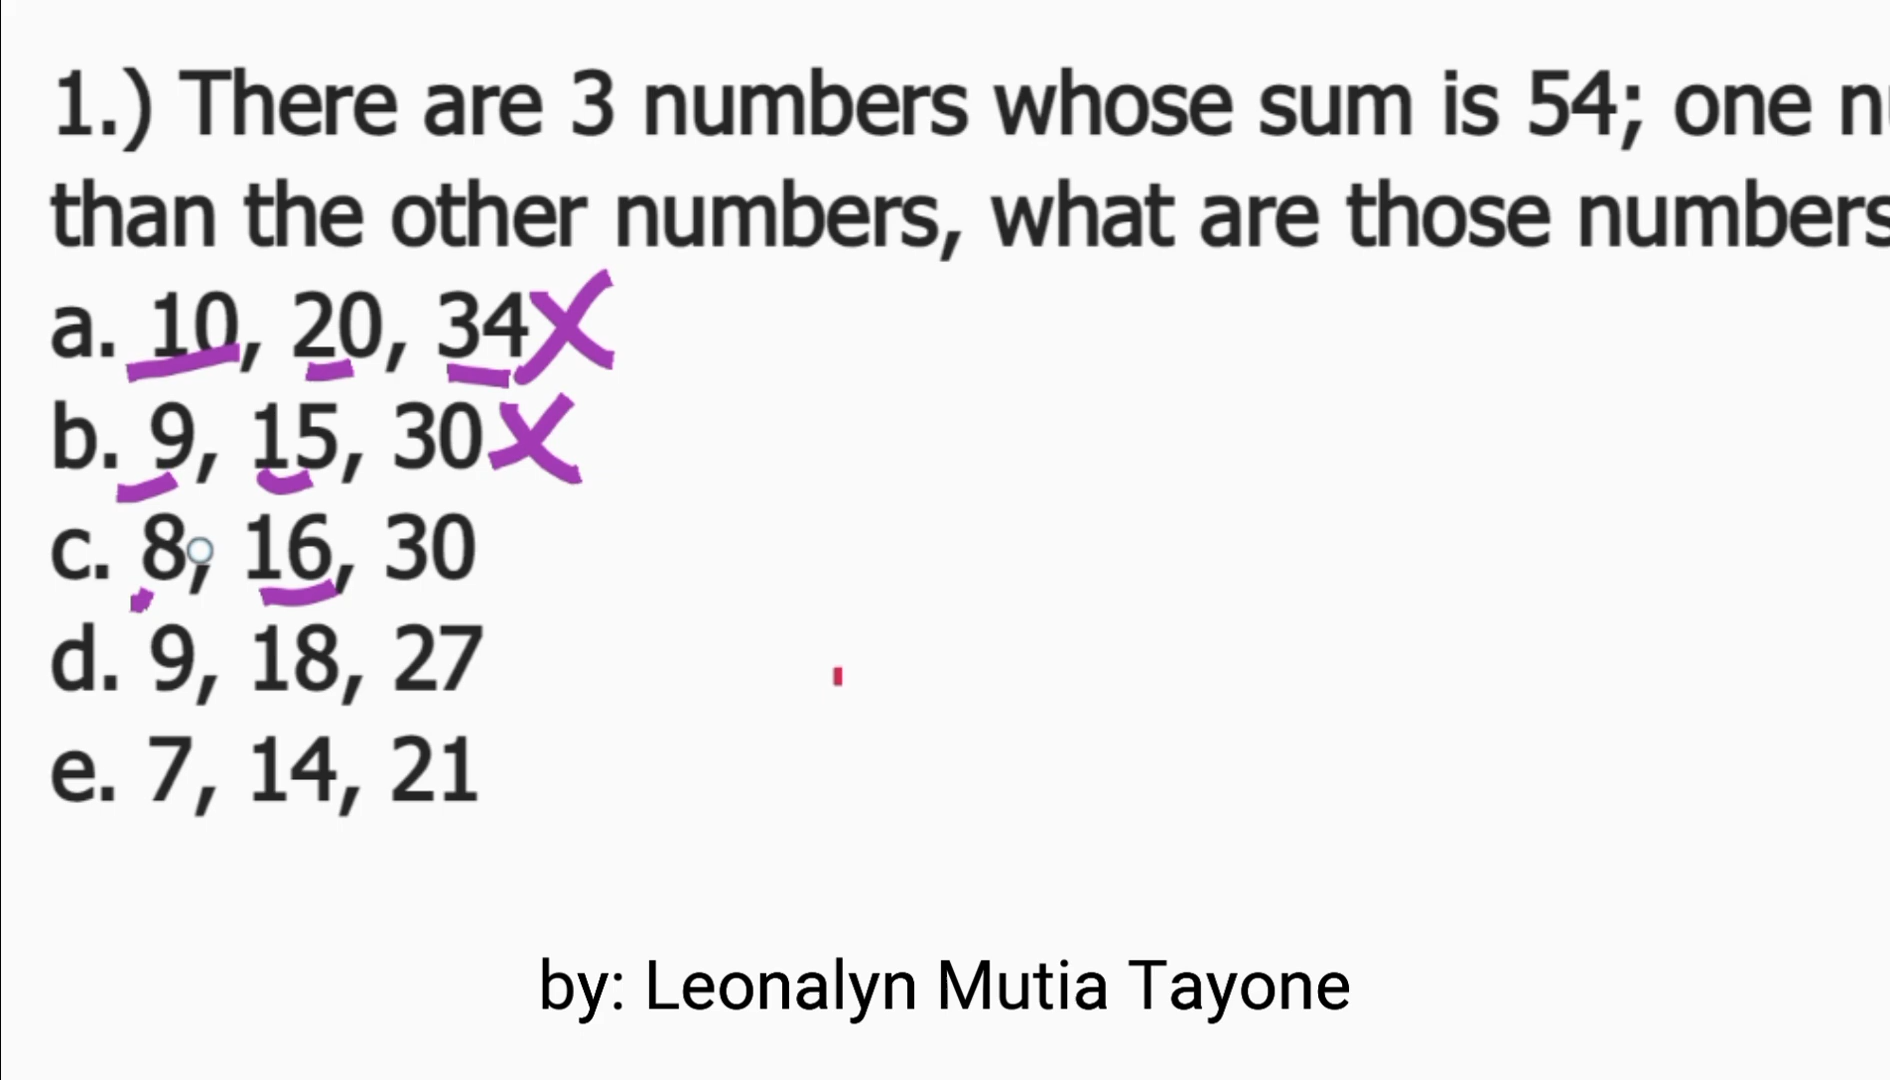 1.) There are 3 numbers whose sum is 54; one
than the other numbers, what are those numbers
a. 10, 20, 34
b. 9, 15, 30
c. 8, 16, 30
d. 9, 18, 27
e. 7, 14, 21
by: Leonalyn Mutia Tayone